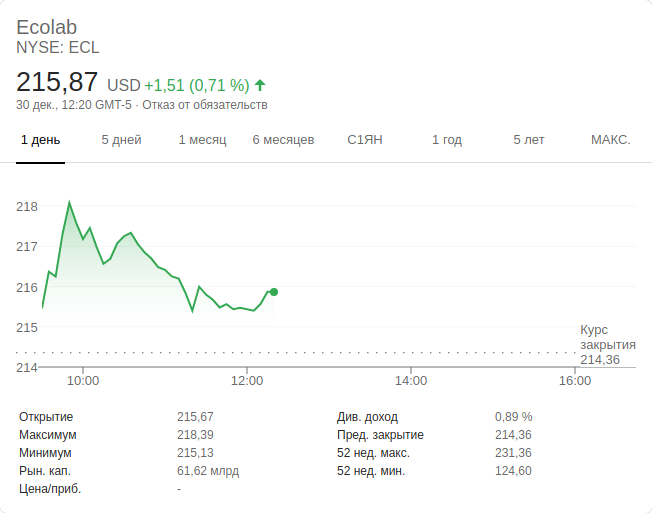 Ecolab
NYSE: ECL
215,87 USD +1,51 (0,71 %)
30 дек., 12:20 GMT-5 · Отказ от обязательств
1 день 5 дней 1 месяц 6 месяцев С1ЯН 1 год 5 лет МАКС.
218
217
216
215
Курс
закрытия
214,36
214
10:00 12:00 14:00 16:00
Открытие 215,67 Див. доход 0,89 %
Максимум 218,39 Пред. закрытие 214,36
Минимум 215,13 52 нед. макс. 231,36
Рын. кап. 61,62 млрд 52 нед. мин. 124,60
Цена/приб. -